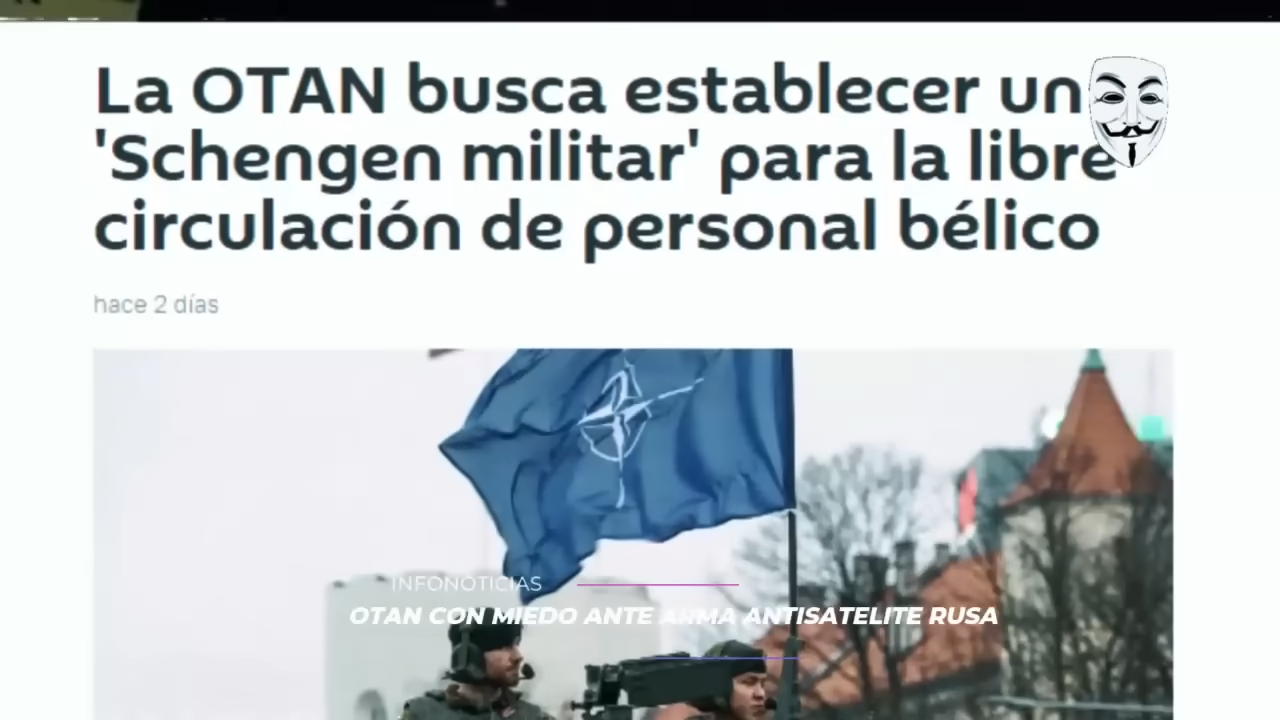 La OTAN busca establecer un
'Schengen militar' para la libre
circulación de personal bélico
hace 2 días
INFONOTICIAS
OTAN CON MIEDO ANTE ARMA ANTISATELITE RUSA